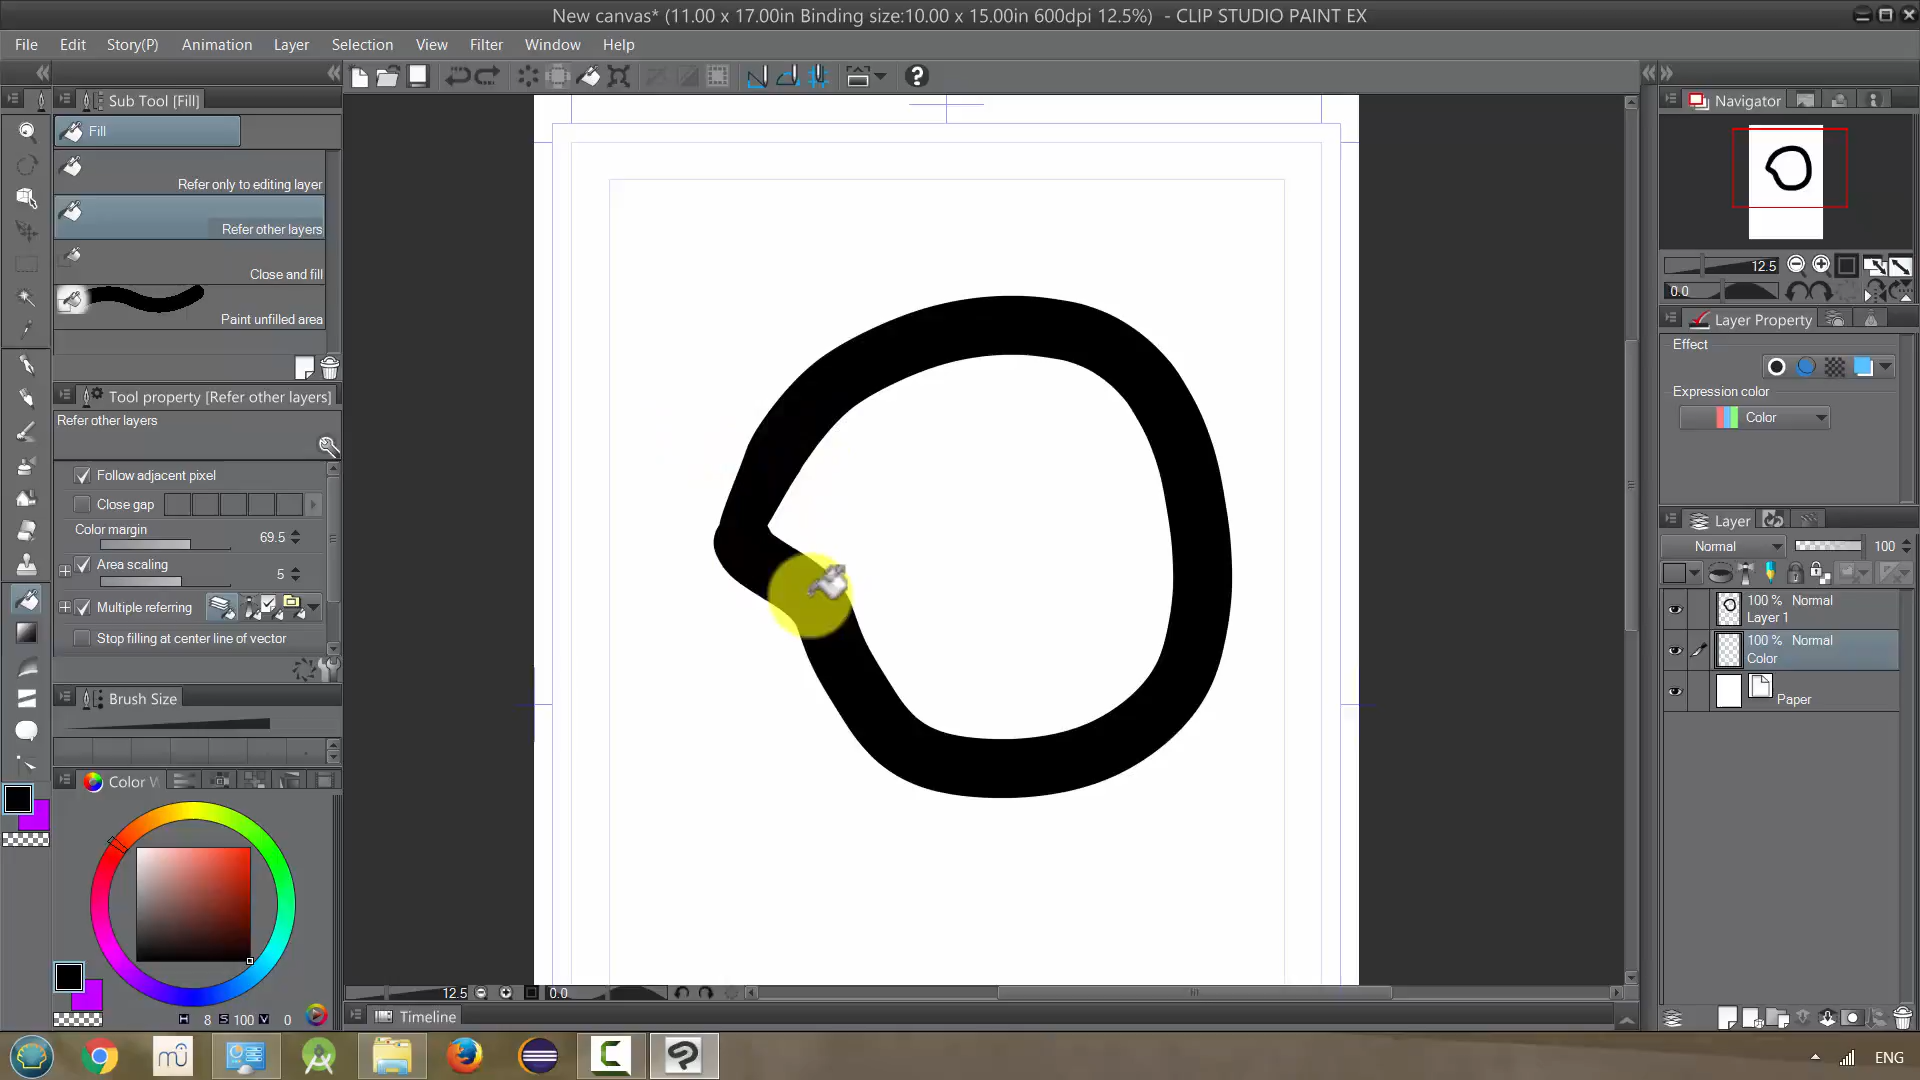 New canvas* (11.00 x 17.00in Binding size:10.00 x 15.00in 600dpi 12.5%)  - CLIP STUDIO PAINT EX
File Edit Story(P) Animation Layer Selection View Filter Window Help
Sub Tool [Fill]
Fill
Refer only to editing layer
Refer other layers
Close and fill
Paint unfilled area
Tool property [Refer other layers]
Refer other layers
Follow adjacent pixel
Close gap
Color margin
69.5
Area scaling
5
Multiple referring
Stop filling at center line of vector
Brush Size
Color W
H 8 S 100 V 0
12.5
0.0
Timeline
Navigator
12.5
0.0
Layer Property
Effect
Expression color
Color
Layer
Normal 100
100 % Normal
Layer 1
100 % Normal
Color
Paper
mu
C
ENG